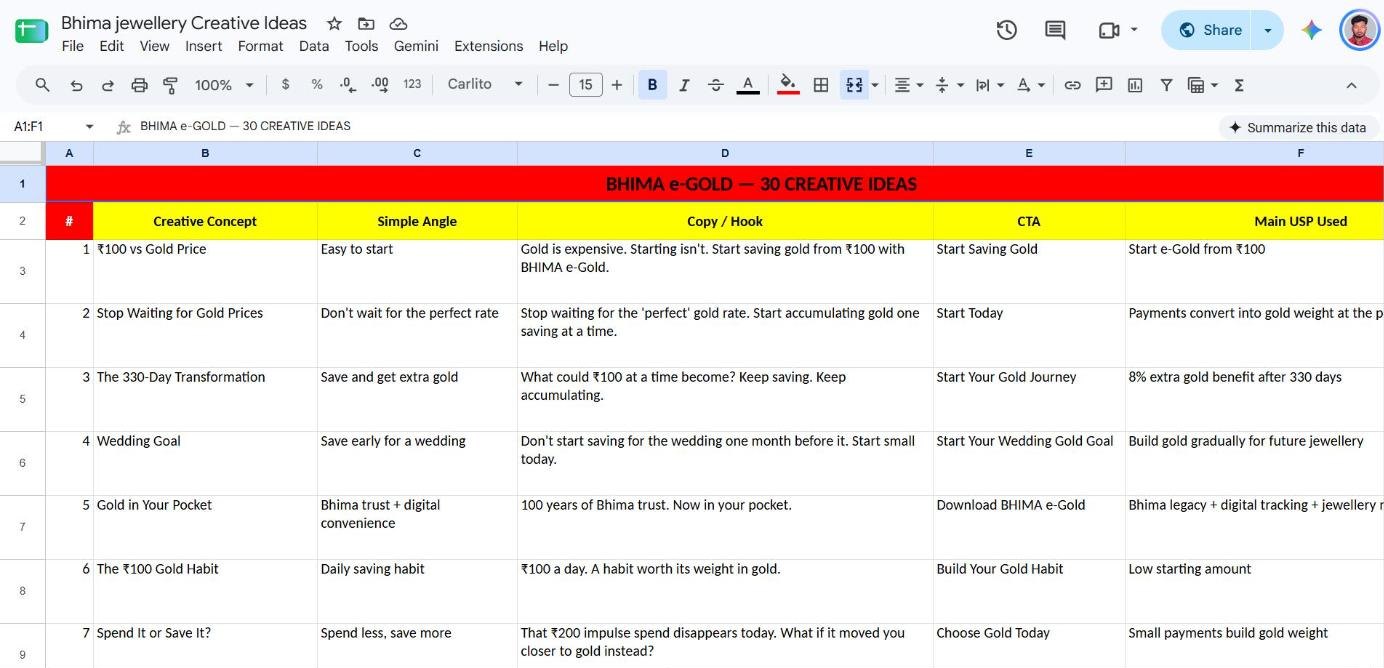 Bhima jewellery Creative Ideas
File Edit View Insert Format Data Tools Gemini Extensions Help
Share
100% $ % .0 .00 123 Carlito 15 B I A
A1:F1 fx BHIMA e-GOLD — 30 CREATIVE IDEAS
Summarize this data
A B C D E F
1 BHIMA e-GOLD — 30 CREATIVE IDEAS
2 # Creative Concept Simple Angle Copy / Hook CTA Main USP Used
3 1 ₹100 vs Gold Price Easy to start Gold is expensive. Starting isn't. Start saving gold from ₹100 with Start Saving Gold Start e-Gold from ₹100
BHIMA e-Gold.
4 2 Stop Waiting for Gold Prices Don't wait for the perfect rate Stop waiting for the 'perfect' gold rate. Start accumulating gold one Start Today Payments convert into gold weight at the p
saving at a time.
5 3 The 330-Day Transformation Save and get extra gold What could ₹100 at a time become? Keep saving. Keep Start Your Gold Journey 8% extra gold benefit after 330 days
accumulating.
6 4 Wedding Goal Save early for a wedding Don't start saving for the wedding one month before it. Start small Start Your Wedding Gold Goal Build gold gradually for future jewellery
today.
7 5 Gold in Your Pocket Bhima trust + digital 100 years of Bhima trust. Now in your pocket. Download BHIMA e-Gold Bhima legacy + digital tracking + jewellery r
convenience
8 6 The ₹100 Gold Habit Daily saving habit ₹100 a day. A habit worth its weight in gold. Build Your Gold Habit Low starting amount
9 7 Spend It or Save It? Spend less, save more That ₹200 impulse spend disappears today. What if it moved you Choose Gold Today Small payments build gold weight
closer to gold instead?